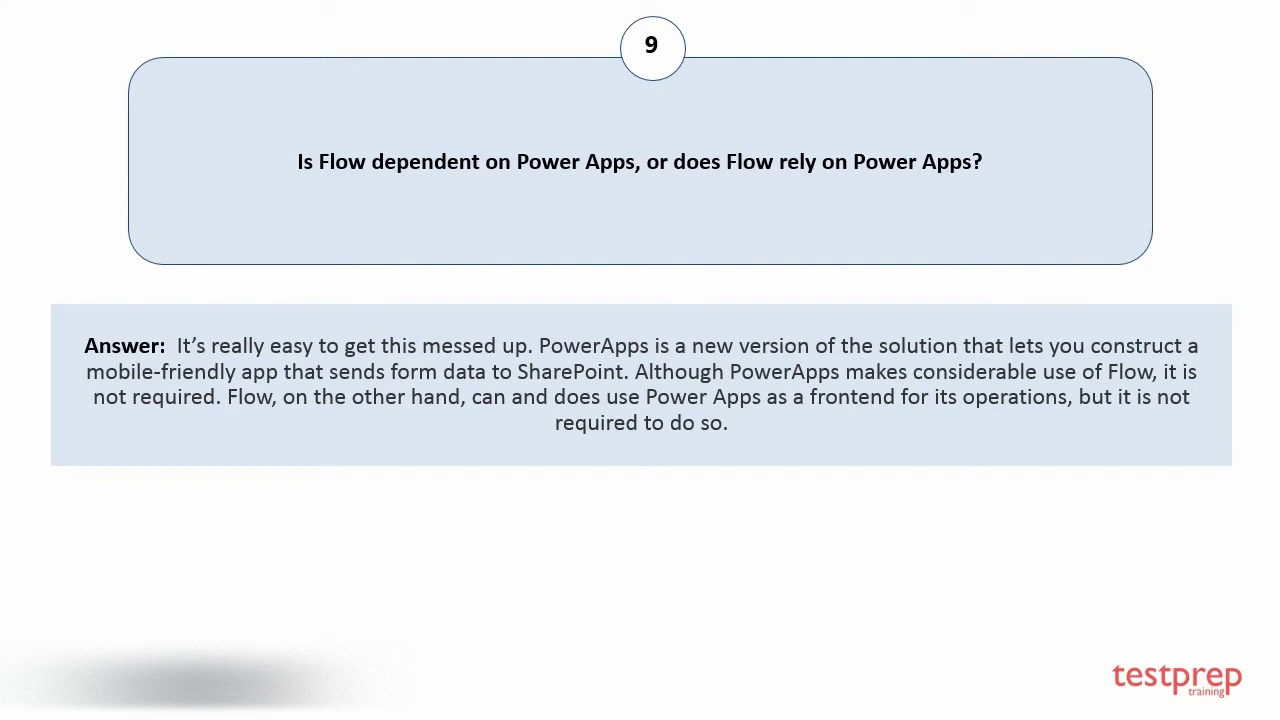 9
Is Flow dependent on Power Apps, or does Flow rely on Power Apps?
Answer: It’s really easy to get this messed up. PowerApps is a new version of the solution that lets you construct a
mobile-friendly app that sends form data to SharePoint. Although PowerApps makes considerable use of Flow, it is
not required. Flow, on the other hand, can and does use Power Apps as a frontend for its operations, but it is not
required to do so.
testprep
training